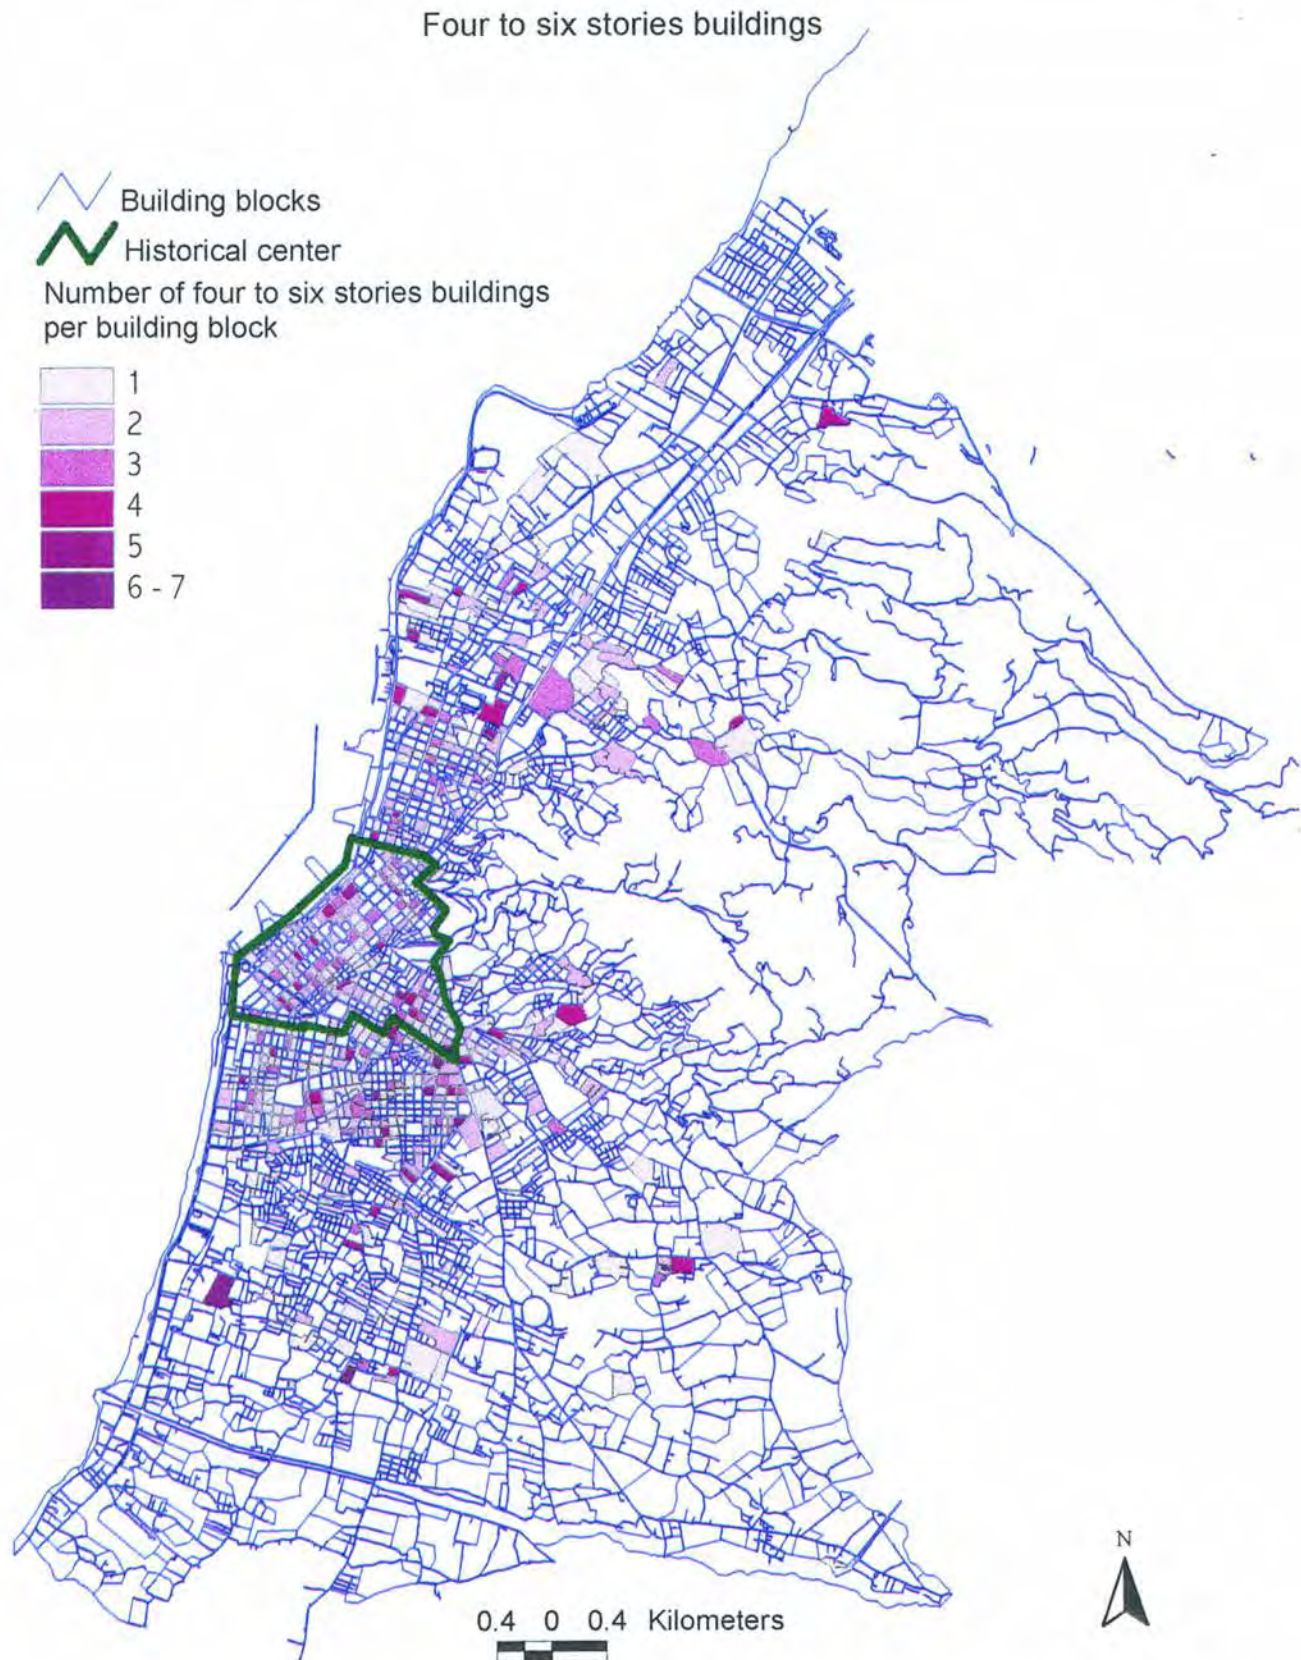 Four to six stories buildings
Building blocks
Historical center
Number of four to six stories buildings
per building block
1
2
3
4
5
6 - 7
N
0.4 0 0.4 Kilometers